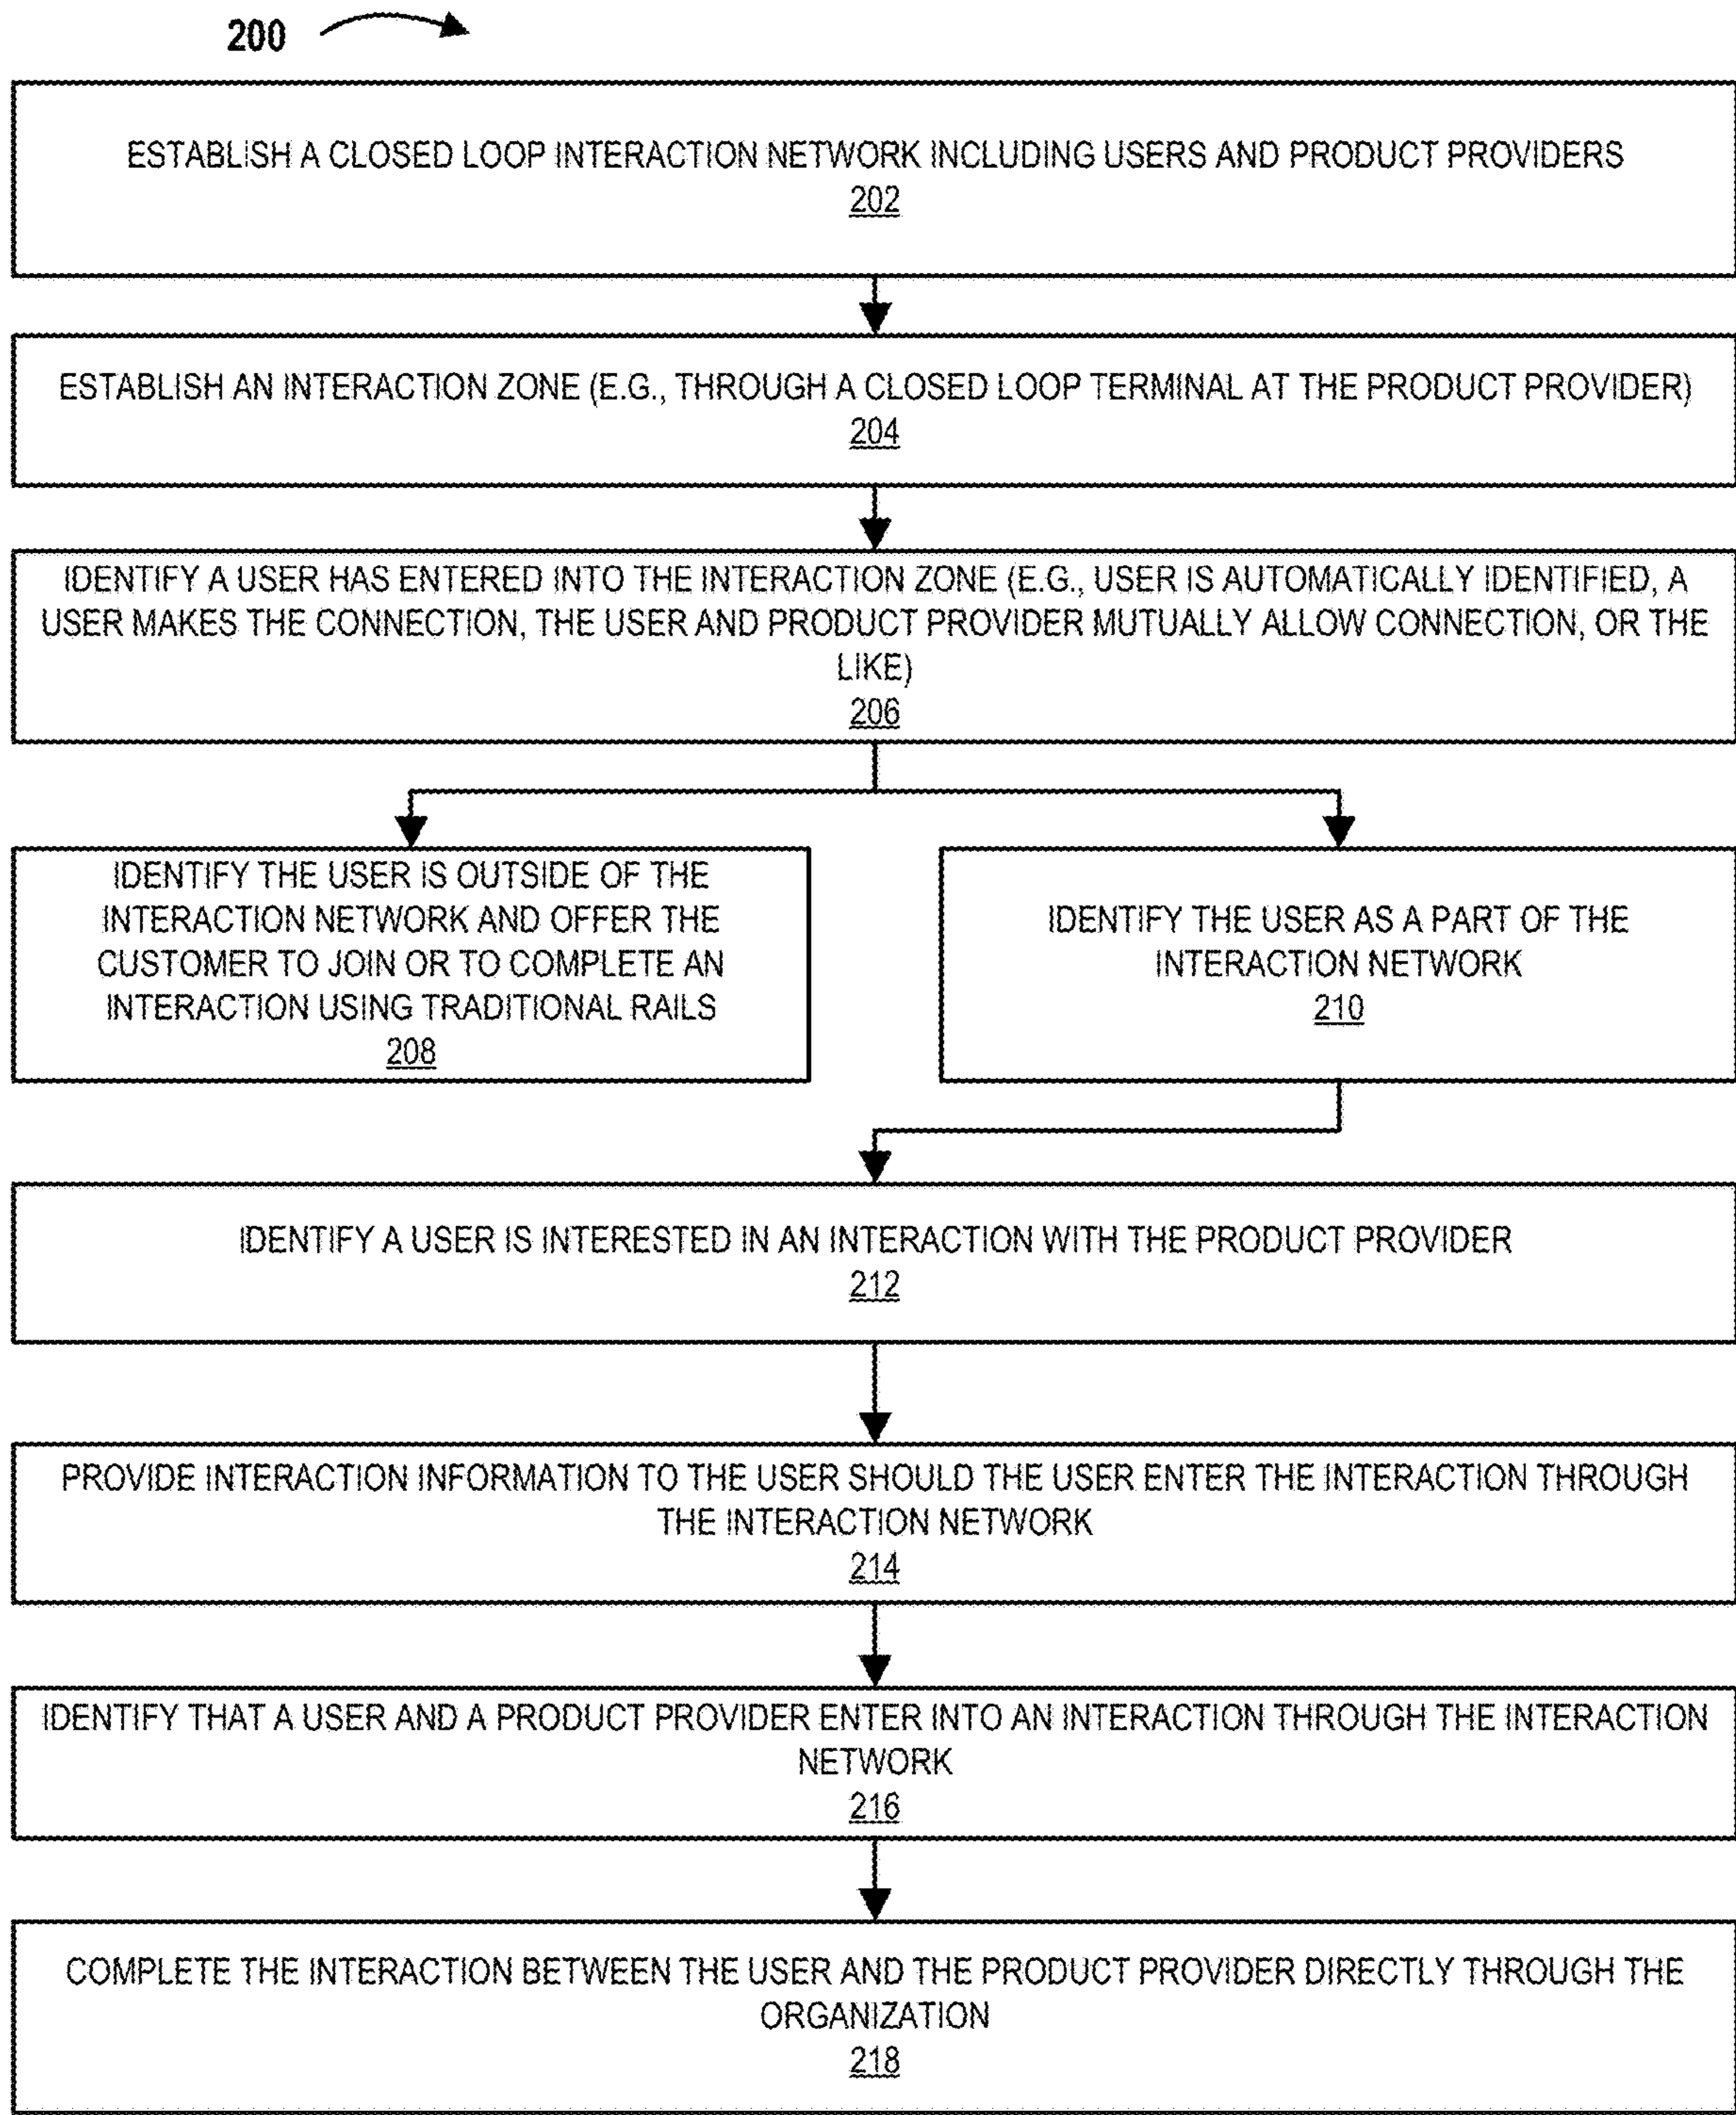 200
ESTABLISH A CLOSED LOOP INTERACTION NETWORK INCLUDING USERS AND PRODUCT PROVIDERS
202
ESTABLISH AN INTERACTION ZONE (E.G., THROUGH A CLOSED LOOP TERMINAL AT THE PRODUCT PROVIDER)
204
IDENTIFY A USER HAS ENTERED INTO THE INTERACTION ZONE (E.G., USER IS AUTOMATICALLY IDENTIFIED, A
USER MAKES THE CONNECTION, THE USER AND PRODUCT PROVIDER MUTUALLY ALLOW CONNECTION, OR THE
LIKE)
206
IDENTIFY THE USER IS OUTSIDE OF THE
INTERACTION NETWORK AND OFFER THE
CUSTOMER TO JOIN OR TO COMPLETE AN
INTERACTION USING TRADITIONAL RAILS
208
IDENTIFY THE USER AS A PART OF THE
INTERACTION NETWORK
210
IDENTIFY A USER IS INTERESTED IN AN INTERACTION WITH THE PRODUCT PROVIDER
212
PROVIDE INTERACTION INFORMATION TO THE USER SHOULD THE USER ENTER THE INTERACTION THROUGH
THE INTERACTION NETWORK
214
IDENTIFY THAT A USER AND A PRODUCT PROVIDER ENTER INTO AN INTERACTION THROUGH THE INTERACTION
NETWORK
216
COMPLETE THE INTERACTION BETWEEN THE USER AND THE PRODUCT PROVIDER DIRECTLY THROUGH THE
ORGANIZATION
218